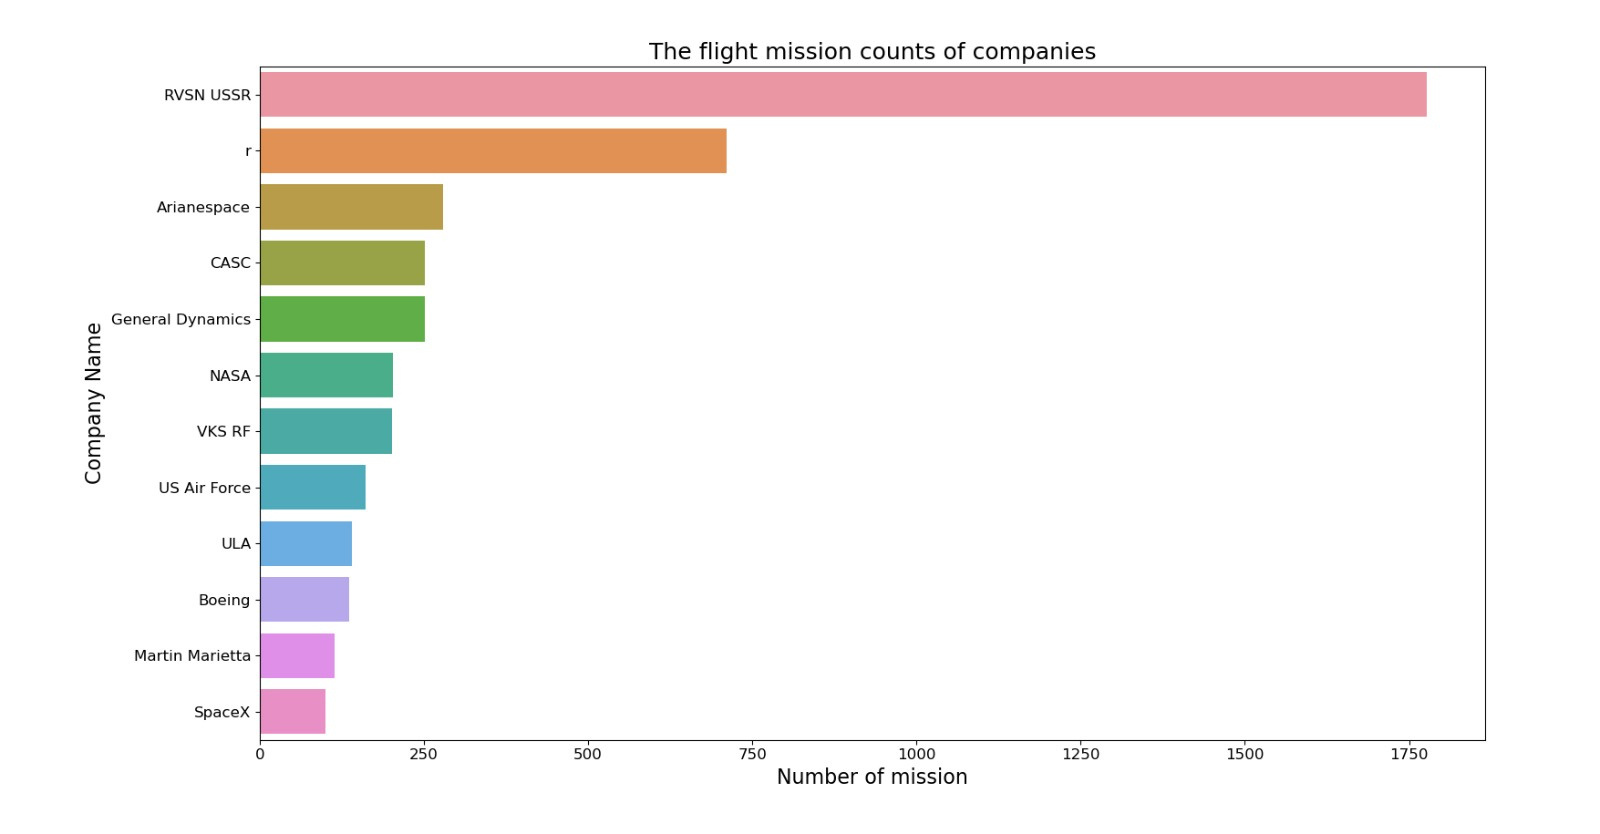 The flight mission counts of companies
RVSN USSR
r
Arianespace
CASC
General Dynamics
NASA
VKS RF
US Air Force
ULA
Boeing
Martin Marietta
SpaceX
Company Name
0 250 500 750 1000 1250 1500 1750
Number of mission